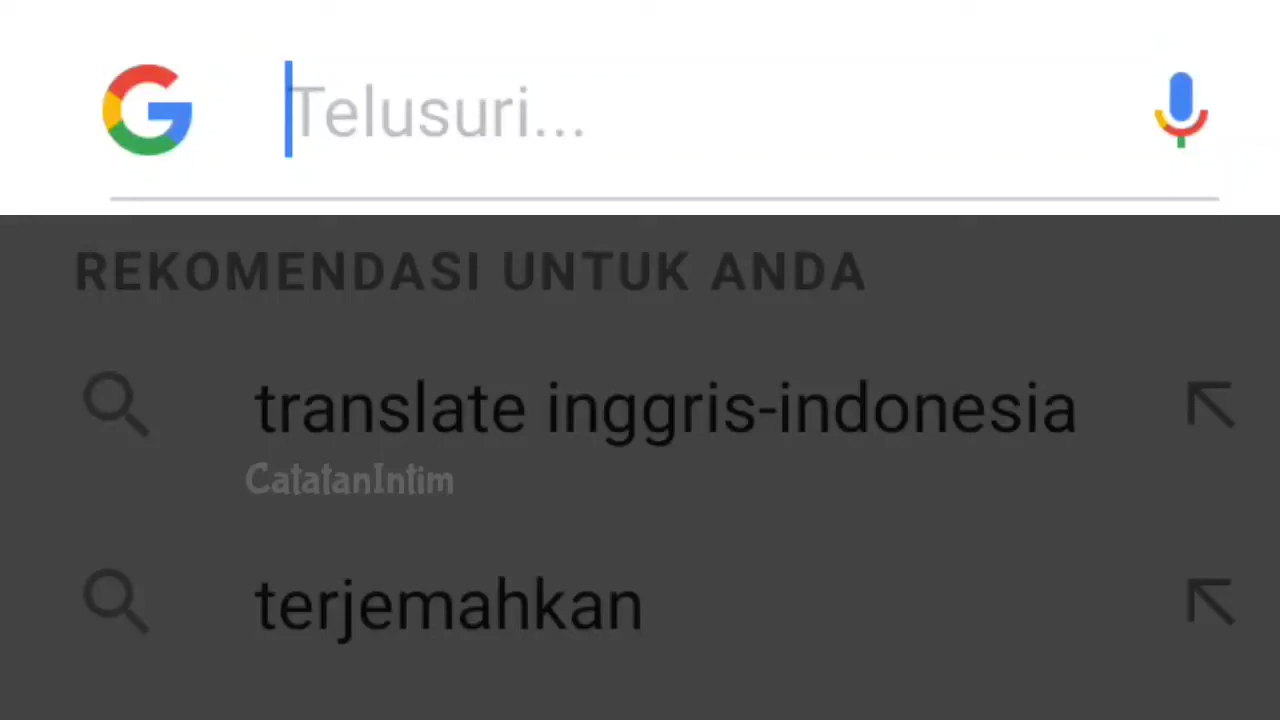 Telusuri...
REKOMENDASI UNTUK ANDA
translate inggris-indonesia
CatatanIntim
terjemahkan